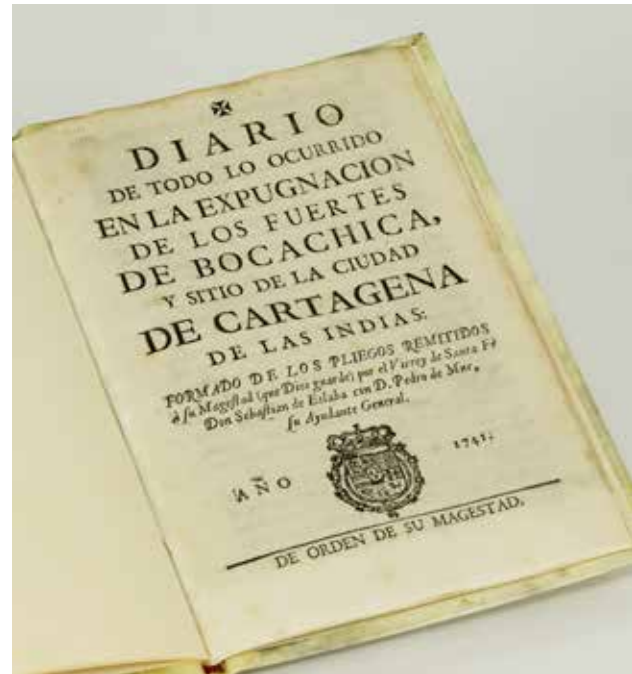 DIARIO
DE TODO LO OCURRIDO
EN LA EXPUGNACION
DE LOS FUERTES
DE BOCACHICA,
Y SITIO DE LA CIUDAD
DE CARTAGENA
DE LAS INDIAS:
FORMADO DE LOS PLIEGOS REMITIDOS
à ſu Mageſtad (que Dios guarde) por el Virrey de Santa Fè
Don Sebaſtian de Eslaba con D. Pedro de Mur,
ſu Ayudante General.
AÑO 1741.
DE ORDEN DE SU MAGESTAD.